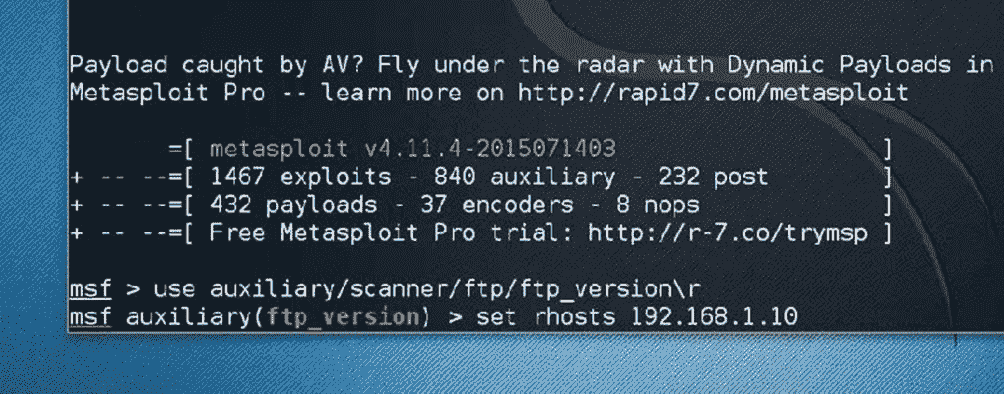 Payload caught by AV? Fly under the radar with Dynamic Payloads in
Metasploit Pro -- learn more on http://rapid7.com/metasploit
=[ metasploit v4.11.4-2015071403 ]
+ -- --=[ 1467 exploits - 840 auxiliary - 232 post ]
+ -- --=[ 432 payloads - 37 encoders - 8 nops ]
+ -- --=[ Free Metasploit Pro trial: http://r-7.co/trymsp ]
msf > use auxiliary/scanner/ftp/ftp_version\r
msf auxiliary(ftp_version) > set rhosts 192.168.1.10